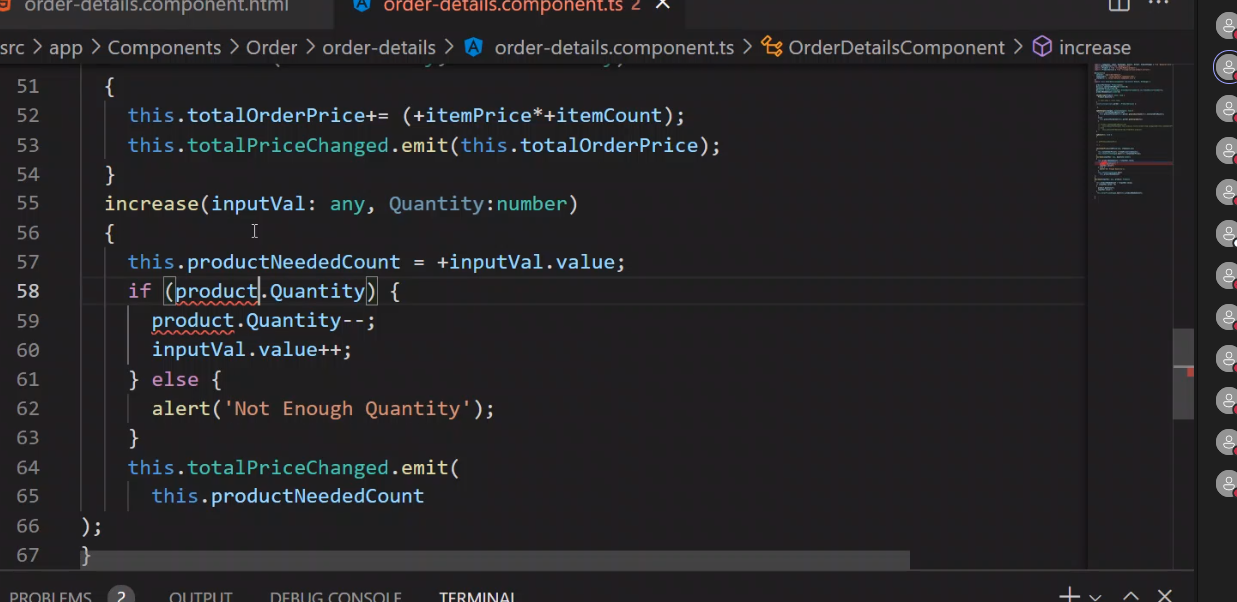 order-details.component.html
order-details.component.ts 2
src > app > Components > Order > order-details > order-details.component.ts > OrderDetailsComponent > increase
51 {
52 this.totalOrderPrice+= (+itemPrice*+itemCount);
53 this.totalPriceChanged.emit(this.totalOrderPrice);
54 }
55 increase(inputVal: any, Quantity:number)
56 {
57 this.productNeededCount = +inputVal.value;
58 if (product.Quantity) {
59 product.Quantity--;
60 inputVal.value++;
61 } else {
62 alert('Not Enough Quantity');
63 }
64 this.totalPriceChanged.emit(
65 this.productNeededCount
66 );
67 }
PROBLEMS 2 OUTPUT DEBUG CONSOLE TERMINAL